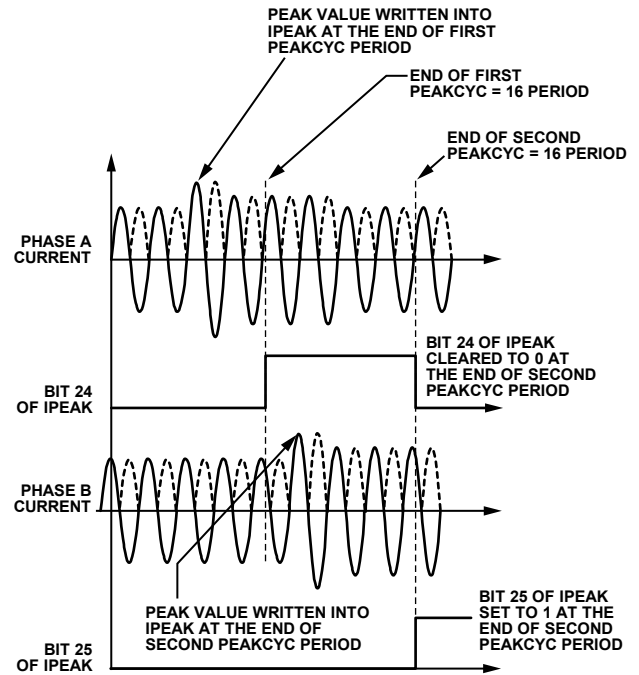 PEAK VALUE WRITTEN INTO
IPEAK AT THE END OF FIRST
PEAKCYC PERIOD
END OF FIRST
PEAKCYC = 16 PERIOD
END OF SECOND
PEAKCYC = 16 PERIOD
PHASE A
CURRENT
BIT 24 OF IPEAK
CLEARED TO 0 AT
THE END OF SECOND
PEAKCYC PERIOD
BIT 24
OF IPEAK
PHASE B
CURRENT
PEAK VALUE WRITTEN INTO
IPEAK AT THE END OF
SECOND PEAKCYC PERIOD
BIT 25 OF IPEAK
SET TO 1 AT THE
END OF SECOND
PEAKCYC PERIOD
BIT 25
OF IPEAK